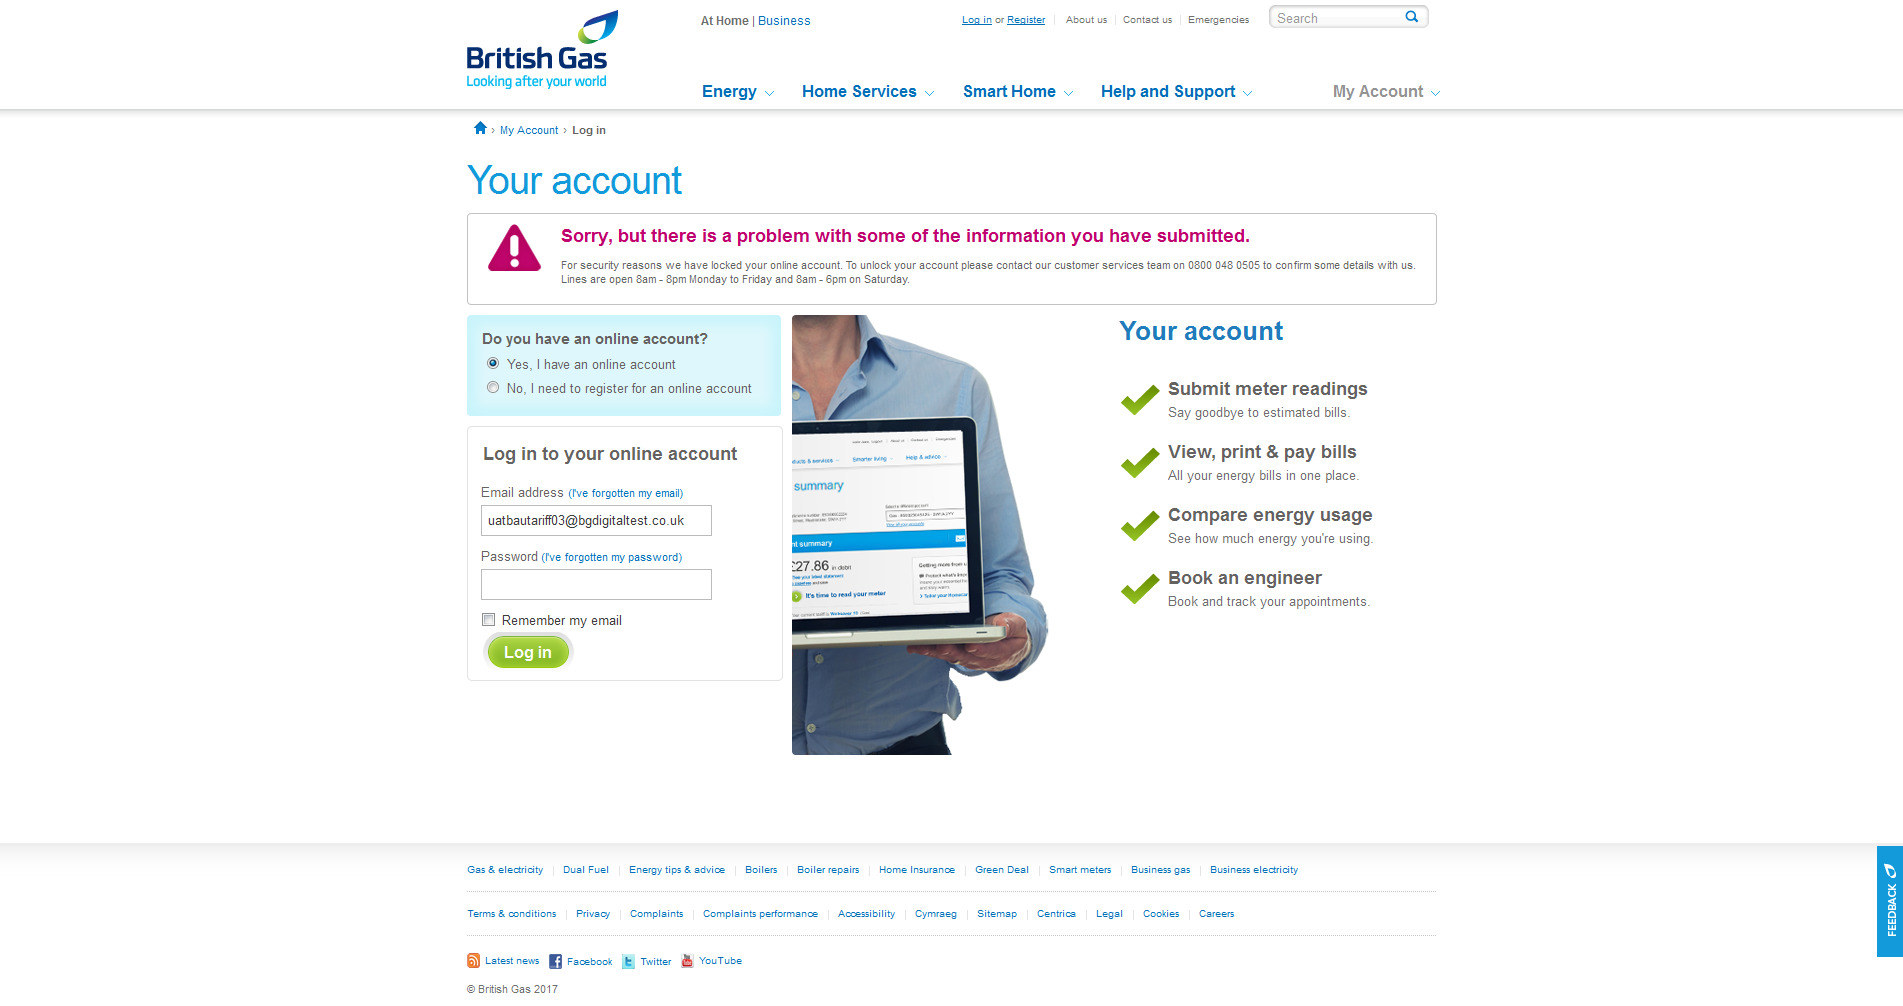 British Gas
Looking after your world
At Home | Business
Log in or Register
About us
Contact us
Emergencies
Search
Energy
Home Services
Smart Home
Help and Support
My Account
› My Account › Log in
Your account
Sorry, but there is a problem with some of the information you have submitted.
For security reasons we have locked your online account. To unlock your account please contact our customer services team on 0800 048 0505 to confirm some details with us.
Lines are open 8am - 8pm Monday to Friday and 8am - 6pm on Saturday.
Do you have an online account?
Yes, I have an online account
No, I need to register for an online account
Log in to your online account
Email address (I've forgotten my email)
uatbautariff03@bgdigitaltest.co.uk
Password (I've forgotten my password)
Remember my email
Log in
summary
summary
£27.86 in debit
It's time to read your meter
Your account
Submit meter readings
Say goodbye to estimated bills.
View, print & pay bills
All your energy bills in one place.
Compare energy usage
See how much energy you're using.
Book an engineer
Book and track your appointments.
Gas & electricity
Dual Fuel
Energy tips & advice
Boilers
Boiler repairs
Home Insurance
Green Deal
Smart meters
Business gas
Business electricity
Terms & conditions
Privacy
Complaints
Complaints performance
Accessibility
Cymraeg
Sitemap
Centrica
Legal
Cookies
Careers
Latest news
Facebook
Twitter
YouTube
© British Gas 2017
FEEDBACK